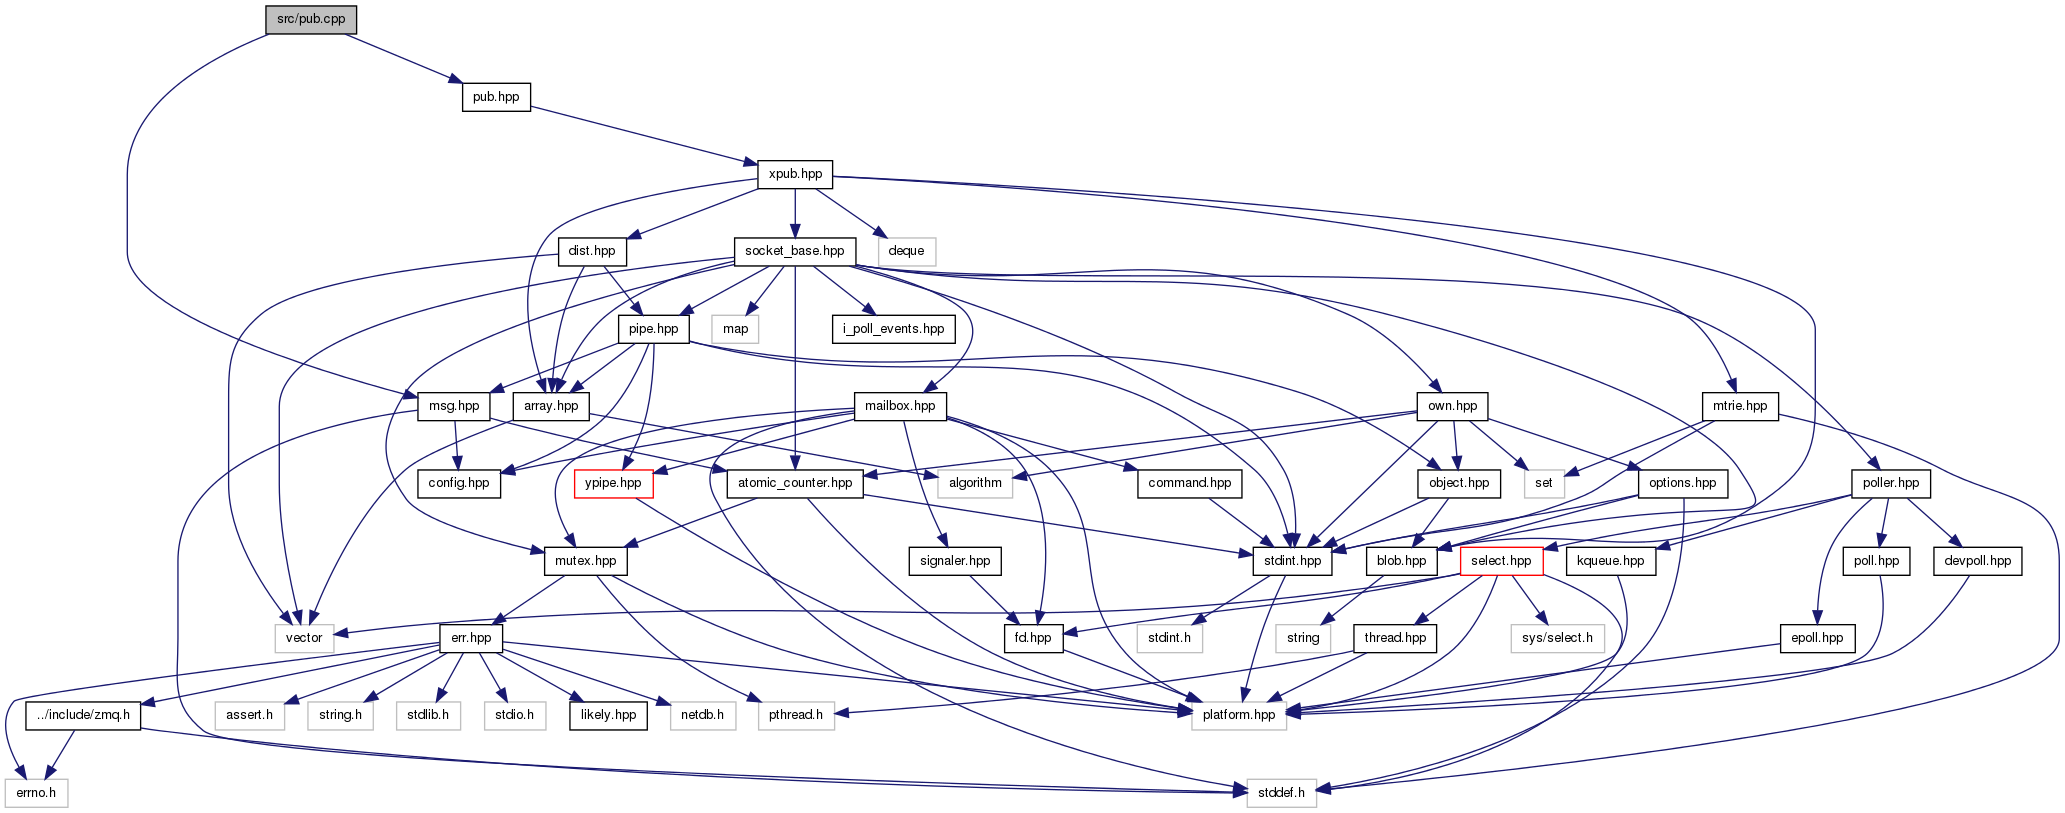 src/pub.cpp
pub.hpp
xpub.hpp
dist.hpp
socket_base.hpp
deque
pipe.hpp
map
i_poll_events.hpp
msg.hpp
array.hpp
mailbox.hpp
own.hpp
mtrie.hpp
config.hpp
ypipe.hpp
atomic_counter.hpp
algorithm
command.hpp
object.hpp
set
options.hpp
poller.hpp
mutex.hpp
signaler.hpp
stdint.hpp
blob.hpp
select.hpp
kqueue.hpp
poll.hpp
devpoll.hpp
vector
err.hpp
fd.hpp
stdint.h
string
thread.hpp
sys/select.h
epoll.hpp
../include/zmq.h
assert.h
string.h
stdlib.h
stdio.h
likely.hpp
netdb.h
pthread.h
platform.hpp
errno.h
stddef.h